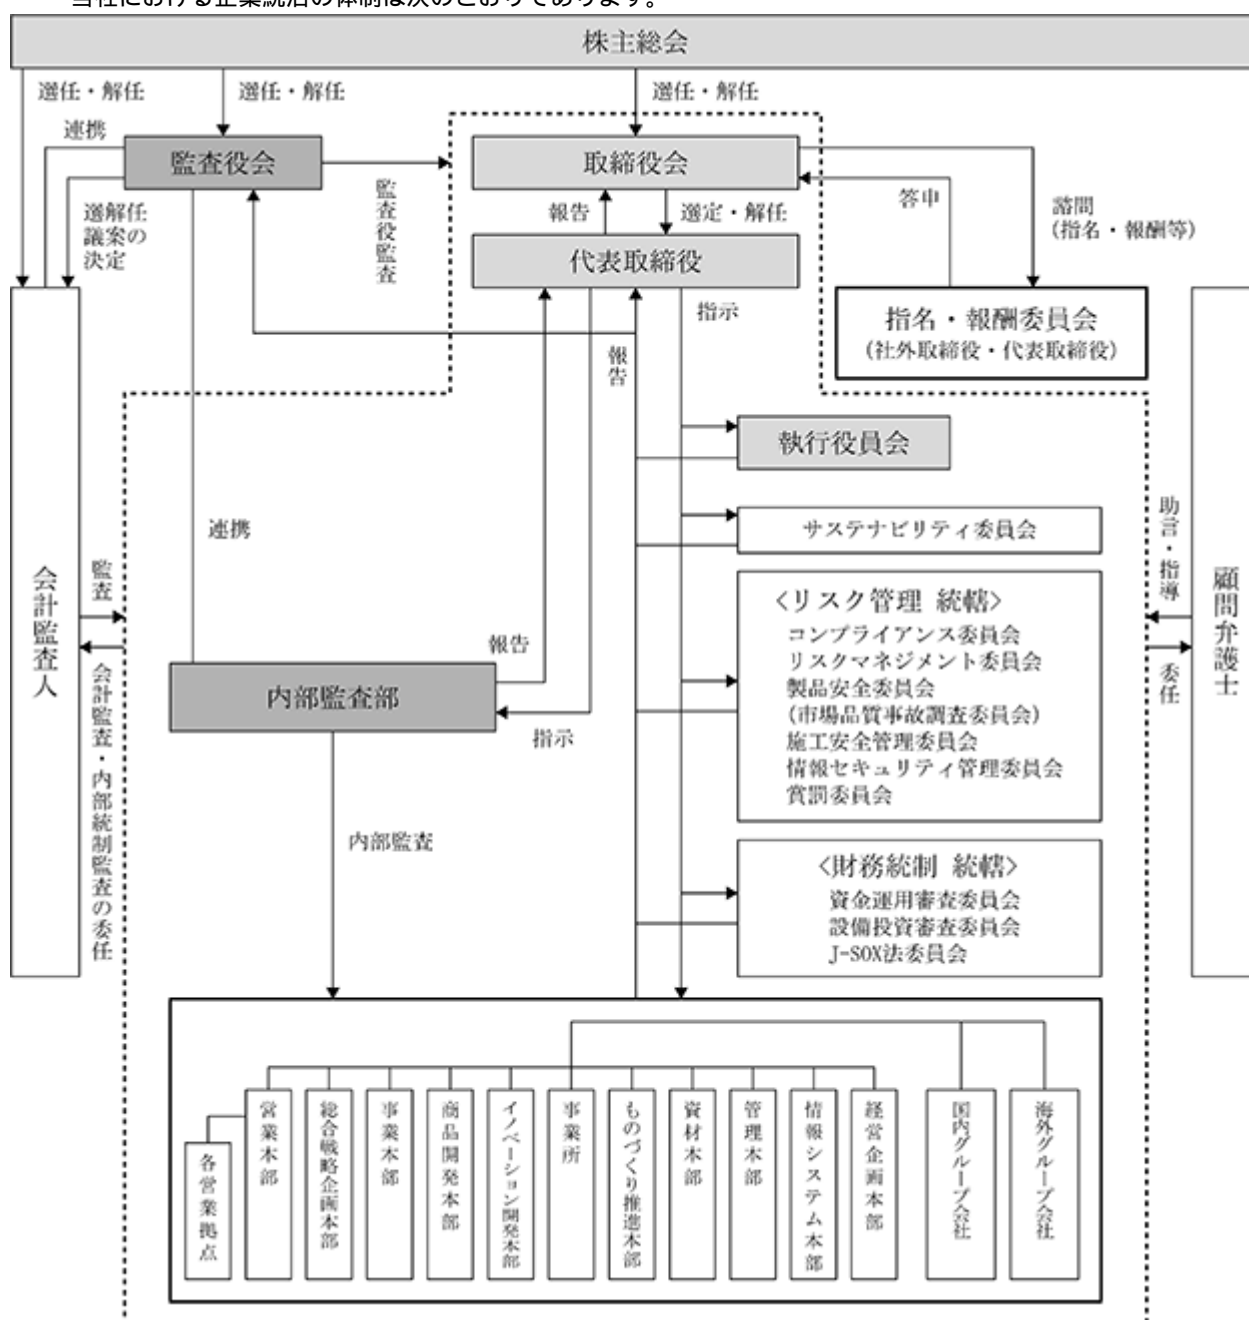 当社における企業統治の体制は次のとおりであります。
株主総会
選任・解任
選任・解任
選任・解任
連携
監査役会
取締役会
監査役監査
選解任
議案の
決定
報告
選定・解任
答申
諮問
(指名・報酬等)
代表取締役
指示
指名・報酬委員会
(社外取締役・代表取締役)
報告
執行役員会
連携
サステナビリティ委員会
助言・指導
委任
顧問弁護士
会計監査人
監査
会計監査・内部統制監査の委任
<リスク管理 統轄>
コンプライアンス委員会
リスクマネジメント委員会
製品安全委員会
(市場品質事故調査委員会)
施工安全管理委員会
情報セキュリティ管理委員会
賞罰委員会
報告
内部監査部
指示
内部監査
<財務統制 統轄>
資金運用審査委員会
設備投資審査委員会
J-SOX法委員会
各営業拠点
営業本部
総合戦略企画本部
事業本部
商品開発本部
イノベーション開発本部
事業所
ものづくり推進本部
資材本部
管理本部
情報システム本部
経営企画本部
国内グループ会社
海外グループ会社